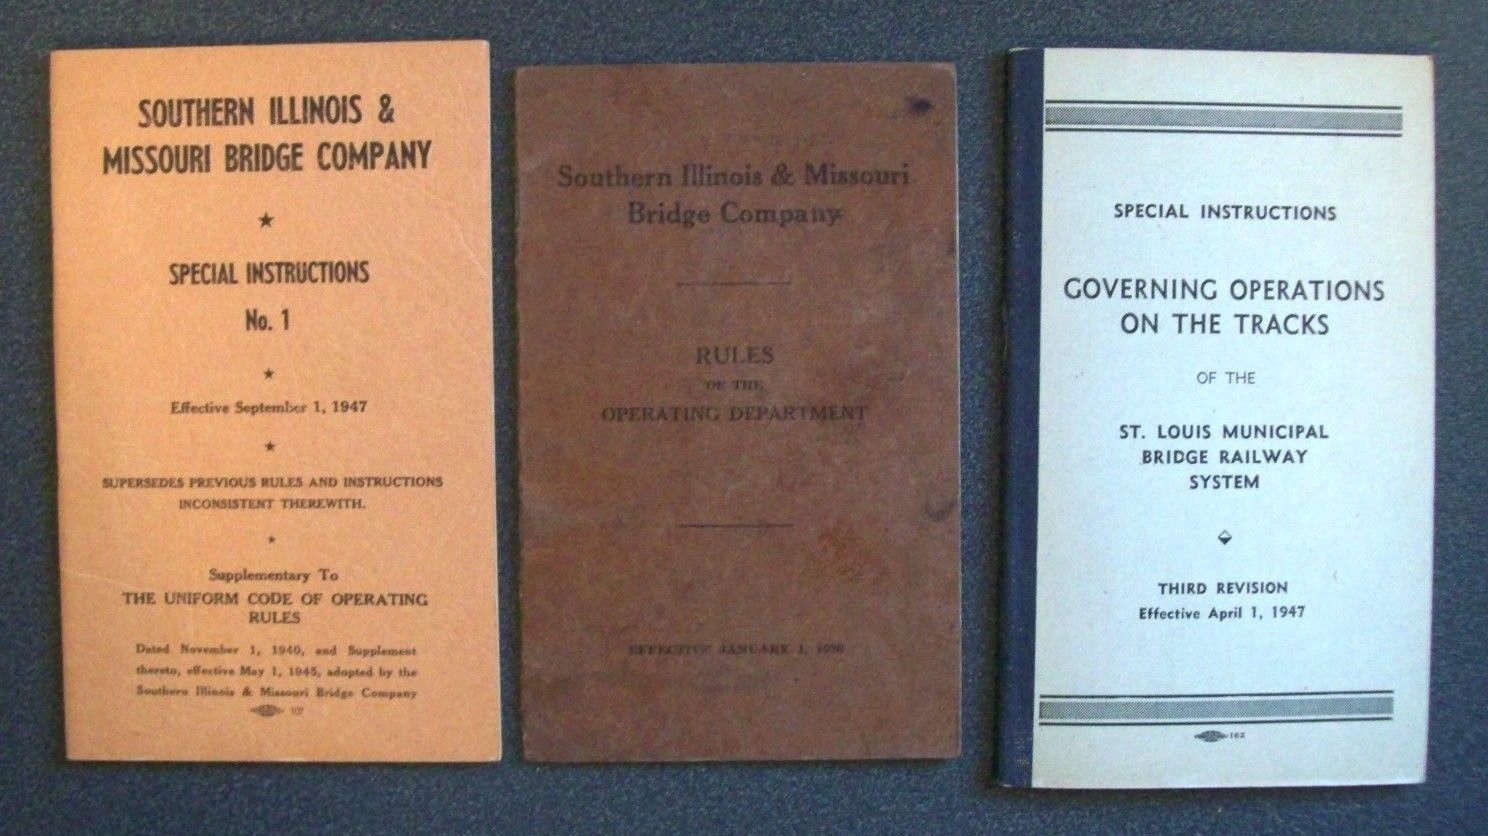 SOUTHERN ILLINOIS &
MISSOURI BRIDGE COMPANY
SPECIAL INSTRUCTIONS
No. 1
Effective September 1, 1947
SUPERSEDES PREVIOUS RULES AND INSTRUCTIONS
INCONSISTENT THEREWITH.
Supplementary To
THE UNIFORM CODE OF OPERATING
RULES
Dated November 1, 1940, and Supplement
thereto, effective May 1, 1945, adopted by the
Southern Illinois & Missouri Bridge Company
Southern Illinois & Missouri
Bridge Company
RULES
OF THE
OPERATING DEPARTMENT
EFFECTIVE JANUARY 1,
SPECIAL INSTRUCTIONS
GOVERNING OPERATIONS
ON THE TRACKS
OF THE
ST. LOUIS MUNICIPAL
BRIDGE RAILWAY
SYSTEM
THIRD REVISION
Effective April 1, 1947